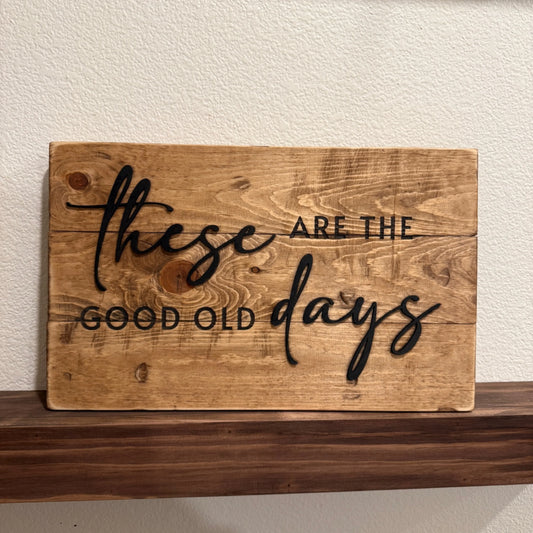 these ARE THE
GOOD OLD days